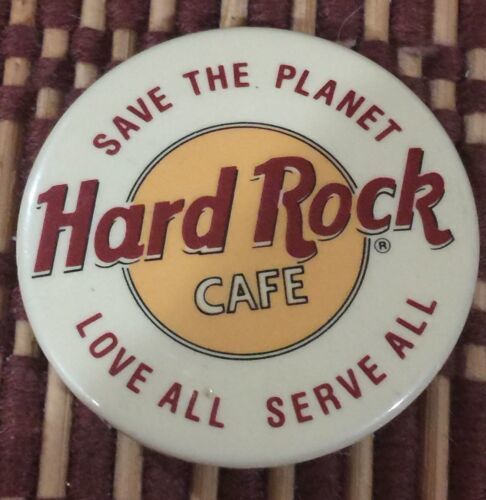 SAVE THE PLANET
Hard Rock
®
CAFE
LOVE ALL SERVE ALL